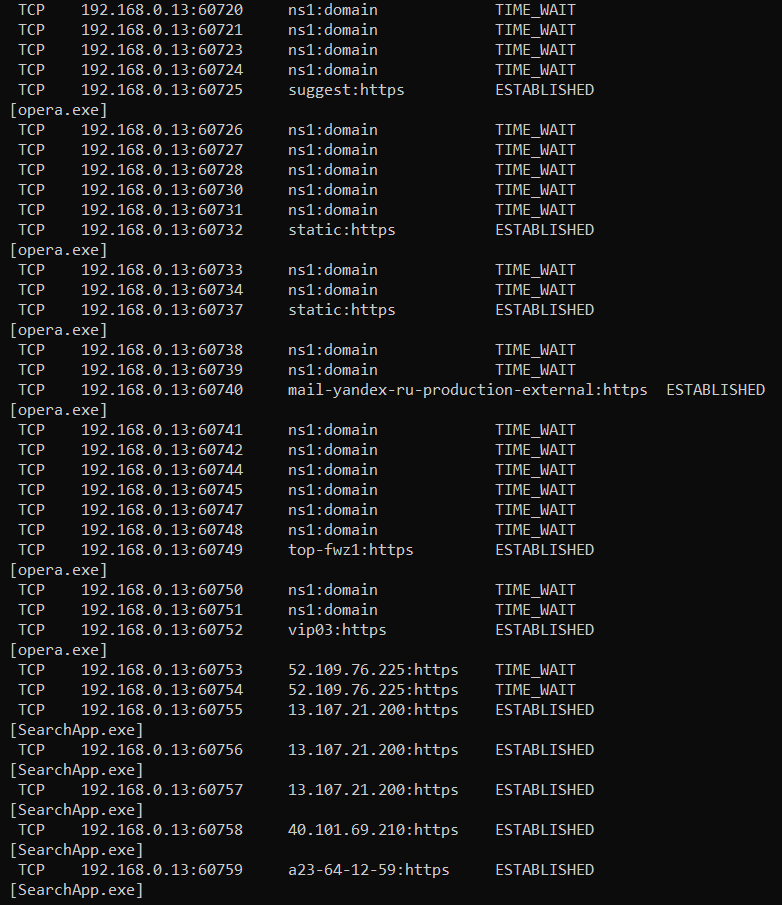 TCP    192.168.0.13:60720     ns1:domain             TIME_WAIT
TCP    192.168.0.13:60721     ns1:domain             TIME_WAIT
TCP    192.168.0.13:60723     ns1:domain             TIME_WAIT
TCP    192.168.0.13:60724     ns1:domain             TIME_WAIT
TCP    192.168.0.13:60725     suggest:https          ESTABLISHED
[opera.exe]
TCP    192.168.0.13:60726     ns1:domain             TIME_WAIT
TCP    192.168.0.13:60727     ns1:domain             TIME_WAIT
TCP    192.168.0.13:60728     ns1:domain             TIME_WAIT
TCP    192.168.0.13:60730     ns1:domain             TIME_WAIT
TCP    192.168.0.13:60731     ns1:domain             TIME_WAIT
TCP    192.168.0.13:60732     static:https           ESTABLISHED
[opera.exe]
TCP    192.168.0.13:60733     ns1:domain             TIME_WAIT
TCP    192.168.0.13:60734     ns1:domain             TIME_WAIT
TCP    192.168.0.13:60737     static:https           ESTABLISHED
[opera.exe]
TCP    192.168.0.13:60738     ns1:domain             TIME_WAIT
TCP    192.168.0.13:60739     ns1:domain             TIME_WAIT
TCP    192.168.0.13:60740     mail-yandex-ru-production-external:https  ESTABLISHED
[opera.exe]
TCP    192.168.0.13:60741     ns1:domain             TIME_WAIT
TCP    192.168.0.13:60742     ns1:domain             TIME_WAIT
TCP    192.168.0.13:60744     ns1:domain             TIME_WAIT
TCP    192.168.0.13:60745     ns1:domain             TIME_WAIT
TCP    192.168.0.13:60747     ns1:domain             TIME_WAIT
TCP    192.168.0.13:60748     ns1:domain             TIME_WAIT
TCP    192.168.0.13:60749     top-fwz1:https         ESTABLISHED
[opera.exe]
TCP    192.168.0.13:60750     ns1:domain             TIME_WAIT
TCP    192.168.0.13:60751     ns1:domain             TIME_WAIT
TCP    192.168.0.13:60752     vip03:https            ESTABLISHED
[opera.exe]
TCP    192.168.0.13:60753     52.109.76.225:https    TIME_WAIT
TCP    192.168.0.13:60754     52.109.76.225:https    TIME_WAIT
TCP    192.168.0.13:60755     13.107.21.200:https    ESTABLISHED
[SearchApp.exe]
TCP    192.168.0.13:60756     13.107.21.200:https    ESTABLISHED
[SearchApp.exe]
TCP    192.168.0.13:60757     13.107.21.200:https    ESTABLISHED
[SearchApp.exe]
TCP    192.168.0.13:60758     40.101.69.210:https    ESTABLISHED
[SearchApp.exe]
TCP    192.168.0.13:60759     a23-64-12-59:https     ESTABLISHED
[SearchApp.exe]